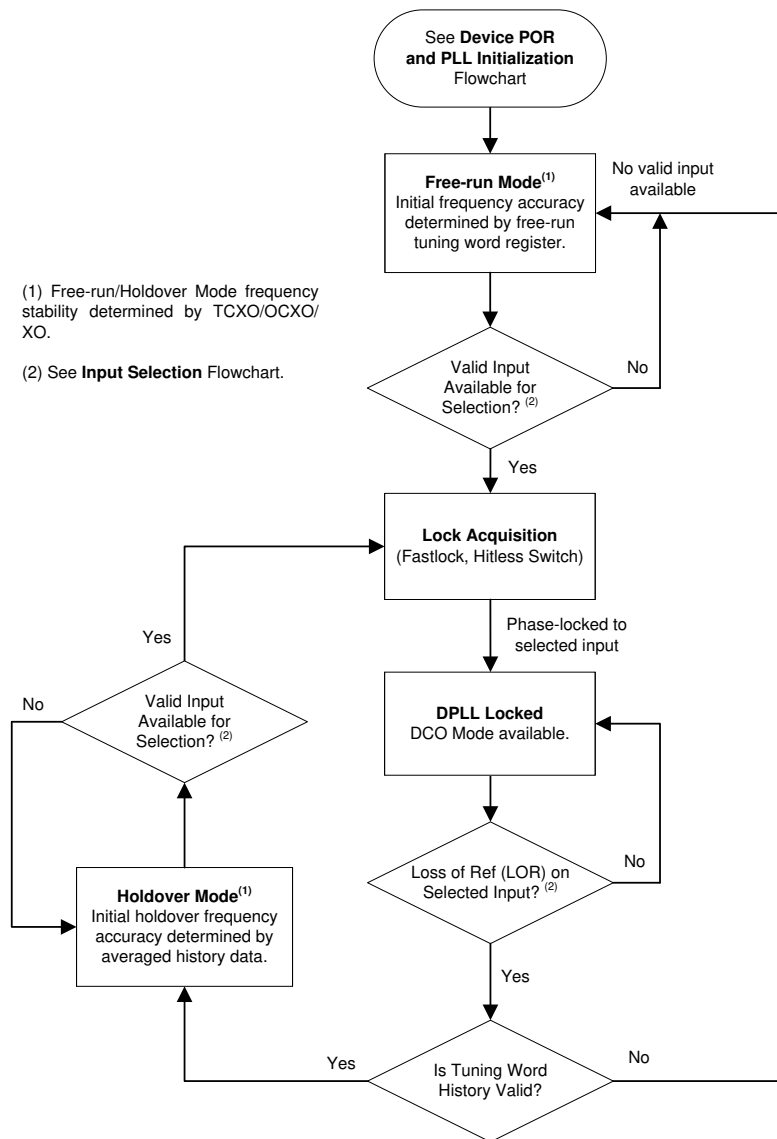 See Device POR
and PLL Initialization
Flowchart
Free-run Mode(1)
Initial frequency accuracy
determined by free-run
tuning word register.
No valid input
available
(1) Free-run/Holdover Mode frequency
stability determined by TCXO/OCXO/
XO.
(2) See Input Selection Flowchart.
Valid Input
Available for
Selection? (2)
No
Yes
Lock Acquisition
(Fastlock, Hitless Switch)
Yes
Phase-locked to
selected input
No
Valid Input
Available for
Selection? (2)
DPLL Locked
DCO Mode available.
Loss of Ref (LOR) on
Selected Input? (2)
No
Holdover Mode(1)
Initial holdover frequency
accuracy determined by
averaged history data.
Yes
Yes
Is Tuning Word
History Valid?
No